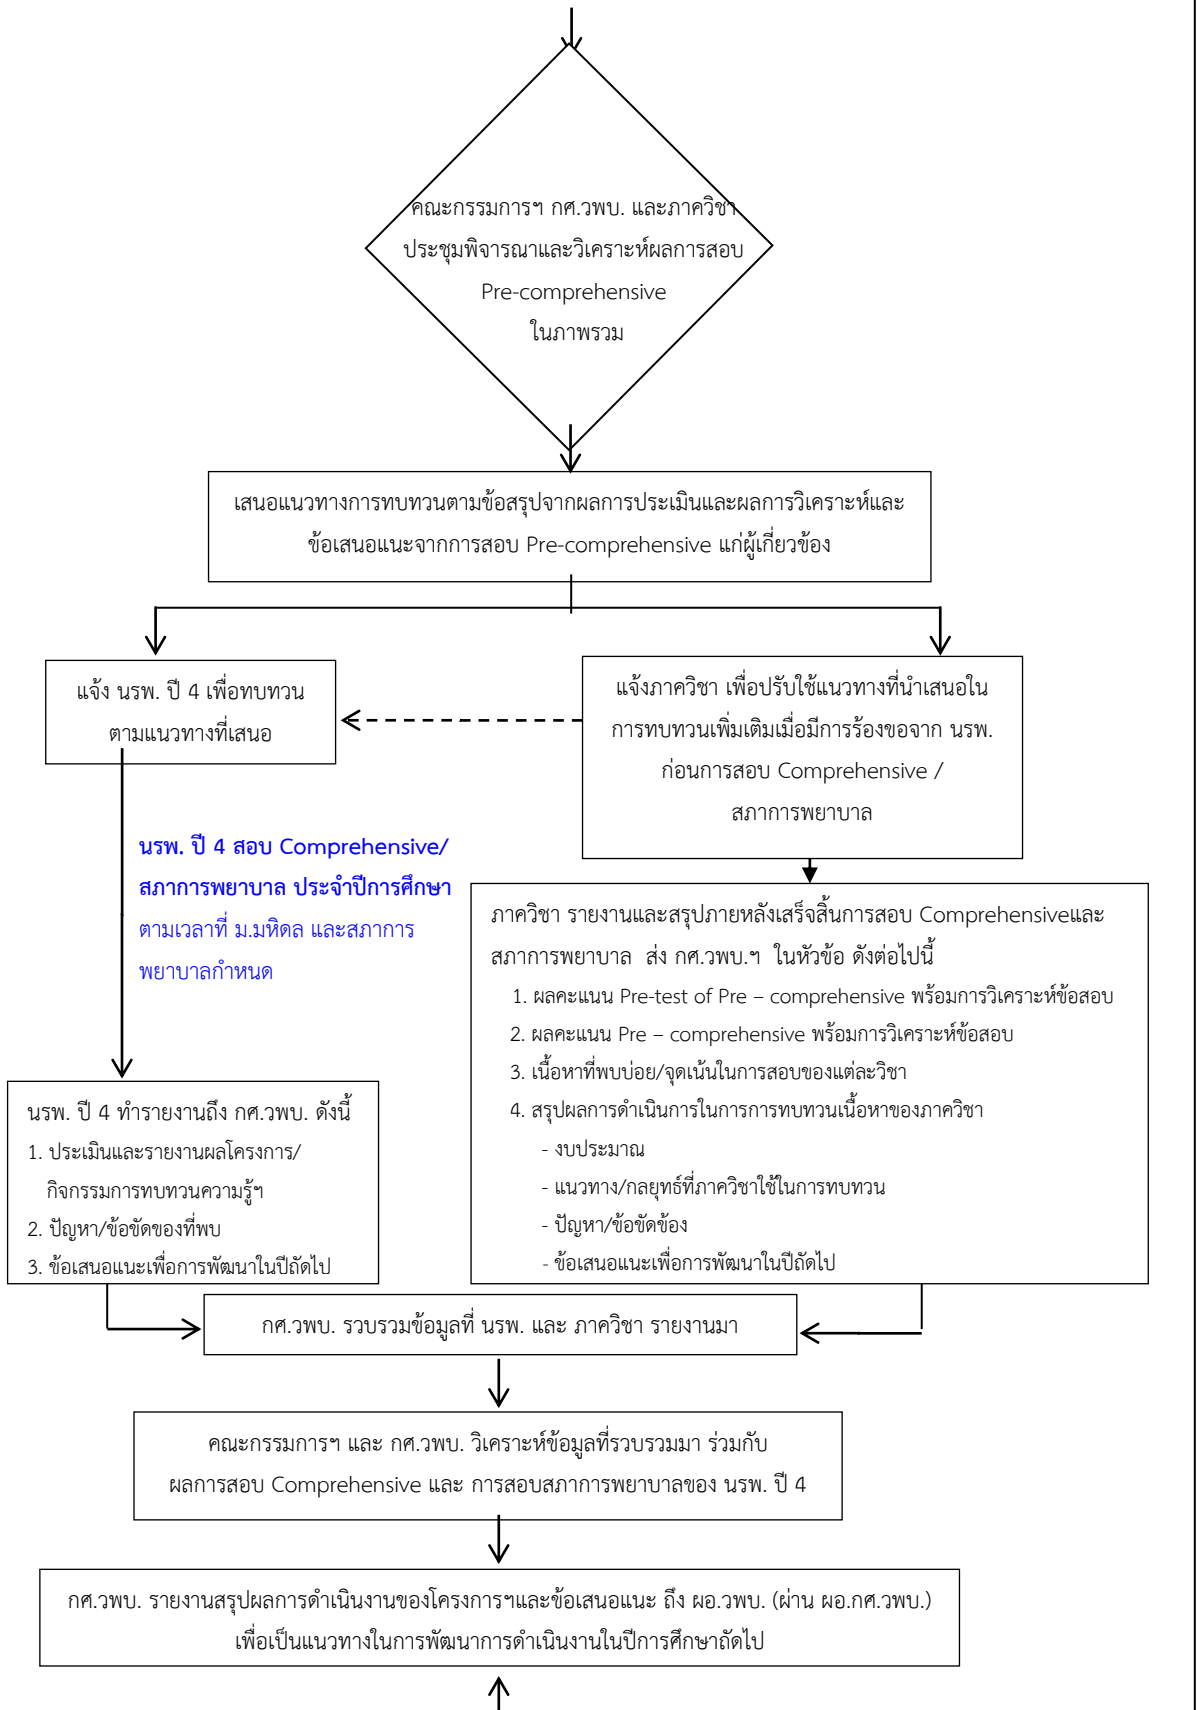 คณะกรรมการฯ กศ.วพบ. และภาควิชา
ประชุมพิจารณาและวิเคราะห์ผลการสอบ
Pre-comprehensive
ในภาพรวม
เสนอแนวทางการทบทวนตามข้อสรุปจากผลการประเมินและผลการวิเคราะห์และ
ข้อเสนอแนะจากการสอบ Pre-comprehensive แก่ผู้เกี่ยวข้อง
แจ้ง นรพ. ปี 4 เพื่อทบทวน
ตามแนวทางที่เสนอ
แจ้งภาควิชา เพื่อปรับใช้แนวทางที่นำเสนอใน
การทบทวนเพิ่มเติมเมื่อมีการร้องขอจาก นรพ.
ก่อนการสอบ Comprehensive /
สภาการพยาบาล
นรพ. ปี 4 สอบ Comprehensive/
สภาการพยาบาล ประจำปีการศึกษา
ตามเวลาที่ ม.มหิดล และสภาการ
พยาบาลกำหนด
ภาควิชา รายงานและสรุปภายหลังเสร็จสิ้นการสอบ Comprehensiveและ
สภาการพยาบาล ส่ง กศ.วพบ.ฯ ในหัวข้อ ดังต่อไปนี้
1. ผลคะแนน Pre-test of Pre – comprehensive พร้อมการวิเคราะห์ข้อสอบ
2. ผลคะแนน Pre – comprehensive พร้อมการวิเคราะห์ข้อสอบ
3. เนื้อหาที่พบบ่อย/จุดเน้นในการสอบของแต่ละวิชา
4. สรุปผลการดำเนินการในการการทบทวนเนื้อหาของภาควิชา
- งบประมาณ
- แนวทาง/กลยุทธ์ที่ภาควิชาใช้ในการทบทวน
- ปัญหา/ข้อขัดข้อง
- ข้อเสนอแนะเพื่อการพัฒนาในปีถัดไป
นรพ. ปี 4 ทำรายงานถึง กศ.วพบ. ดังนี้
1. ประเมินและรายงานผลโครงการ/
กิจกรรมการทบทวนความรู้ฯ
2. ปัญหา/ข้อขัดของที่พบ
3. ข้อเสนอแนะเพื่อการพัฒนาในปีถัดไป
กศ.วพบ. รวบรวมข้อมูลที่ นรพ. และ ภาควิชา รายงานมา
คณะกรรมการฯ และ กศ.วพบ. วิเคราะห์ข้อมูลที่รวบรวมมา ร่วมกับ
ผลการสอบ Comprehensive และ การสอบสภาการพยาบาลของ นรพ. ปี 4
กศ.วพบ. รายงานสรุปผลการดำเนินงานของโครงการฯและข้อเสนอแนะ ถึง ผอ.วพบ. (ผ่าน ผอ.กศ.วพบ.)
เพื่อเป็นแนวทางในการพัฒนาการดำเนินงานในปีการศึกษาถัดไป